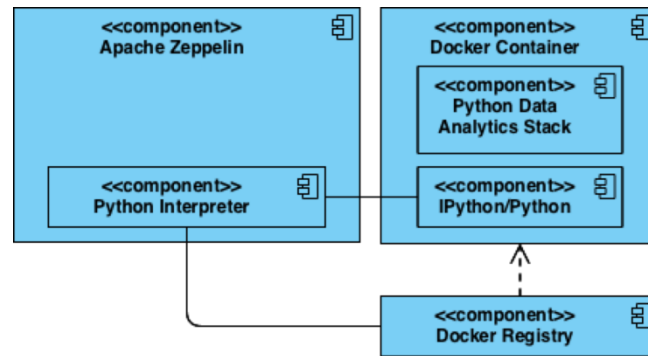 <<component>>
Apache Zeppelin
<<component>>
Python Interpreter
<<component>>
Docker Container
<<component>>
Python Data
Analytics Stack
<<component>>
IPython/Python
<<component>>
Docker Registry